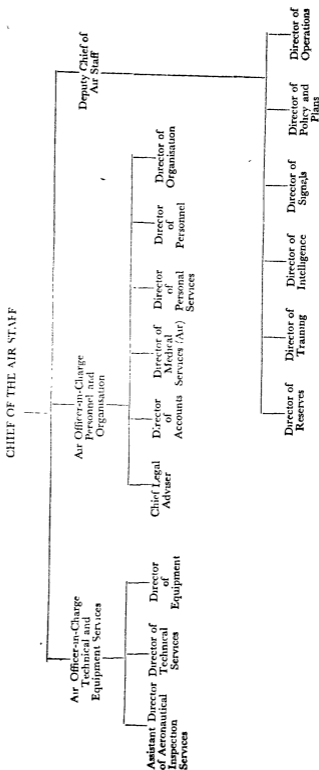 CHIEF OF THE AIR STAFF
Air Officer-in-Charge
Technical and
Equipment Services
Air Officer-in-Charge
Personnel and
Organisation
Deputy Chief of
Air Staff
Assistant Director
of Aeronautical
Inspection
Services
Director of
Technical
Services
Director
of
Equipment
Chief Legal
Adviser
Director
of
Accounts
Director of
Medical
Services (Air)
Director
of
Personal
Services
Director
of
Personnel
Director of
Organisation
Director of
Reserves
Director of
Training
Director of
Intelligence
Director of
Signals
Director of
Policy and
Plans
Director of
Operations